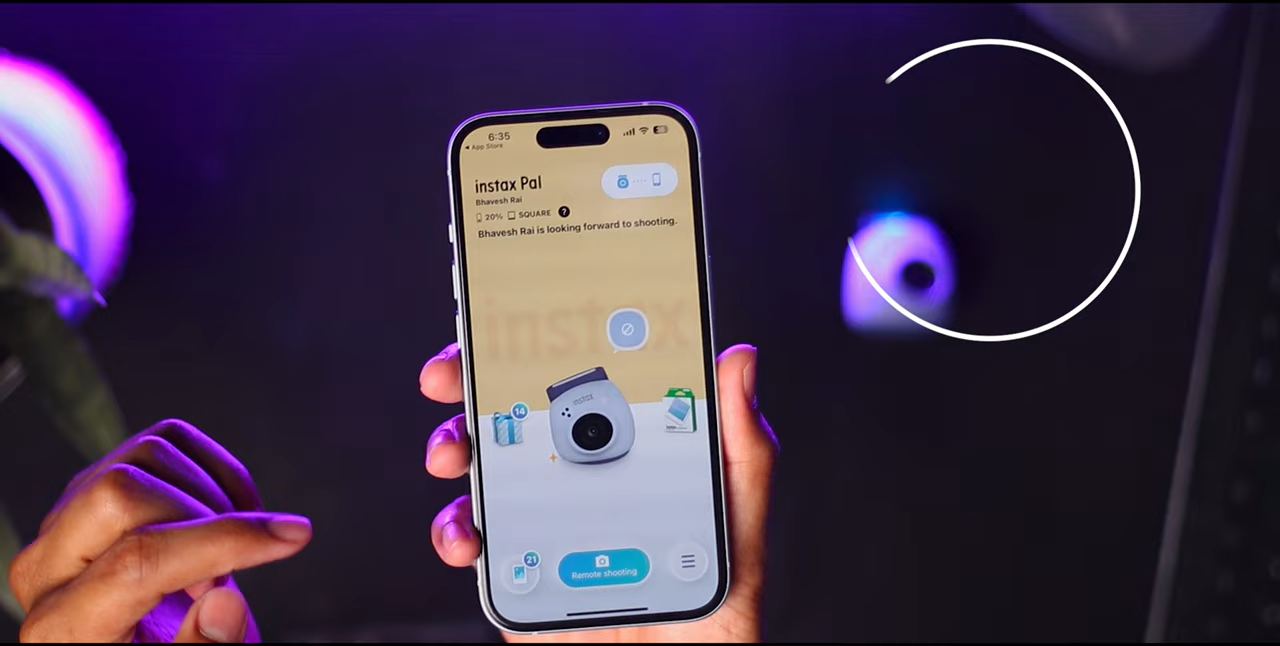 6:35
◀ App Store
instax Pal
Bhavesh Rai
20% SQUARE ?
Bhavesh Rai is looking forward to shooting.
instax
14
instax
21
Remote shooting